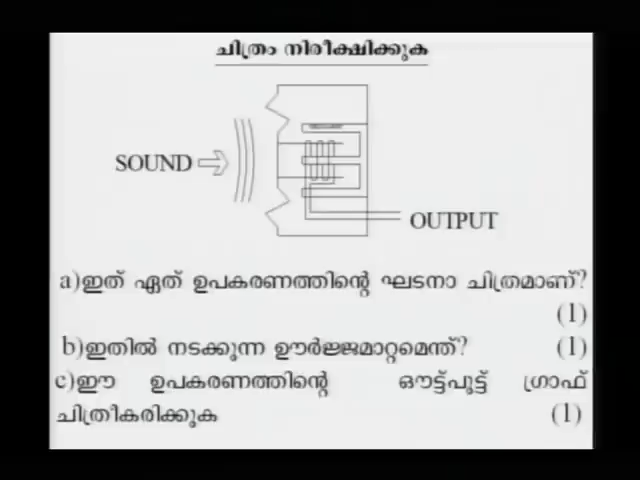 ചിത്രം നിരീക്ഷിക്കുക
SOUND
OUTPUT
a)ഇത് ഏത് ഉപകരണത്തിന്റെ ഘടനാ ചിത്രമാണ്?
(1)
b)ഇതിൽ നടക്കുന്ന ഊർജ്ജമാറ്റമെന്ത്? (1)
c)ഈ ഉപകരണത്തിന്റെ ഔട്ട്പുട്ട് ഗ്രാഫ്
ചിത്രീകരിക്കുക (1)